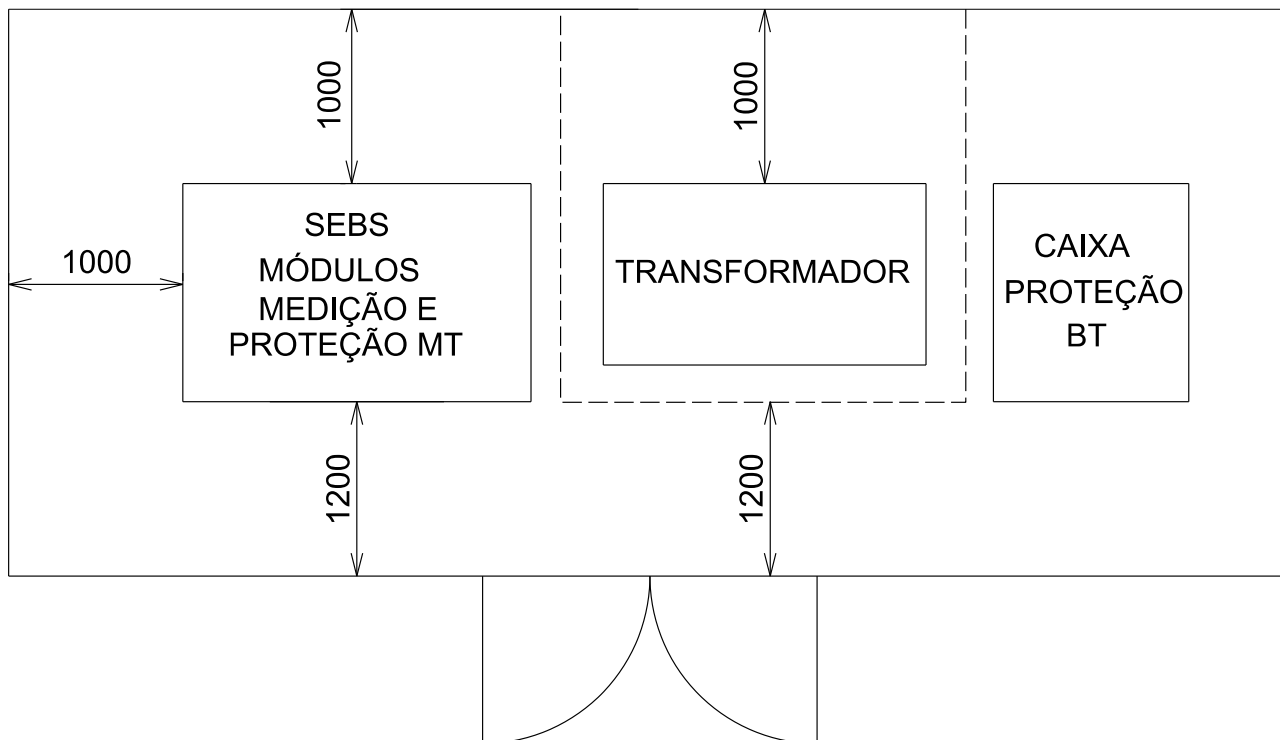 1000
1000
1000
SEBS
MÓDULOS
MEDIÇÃO E
PROTEÇÃO MT
TRANSFORMADOR
CAIXA
PROTEÇÃO
BT
1200
1200